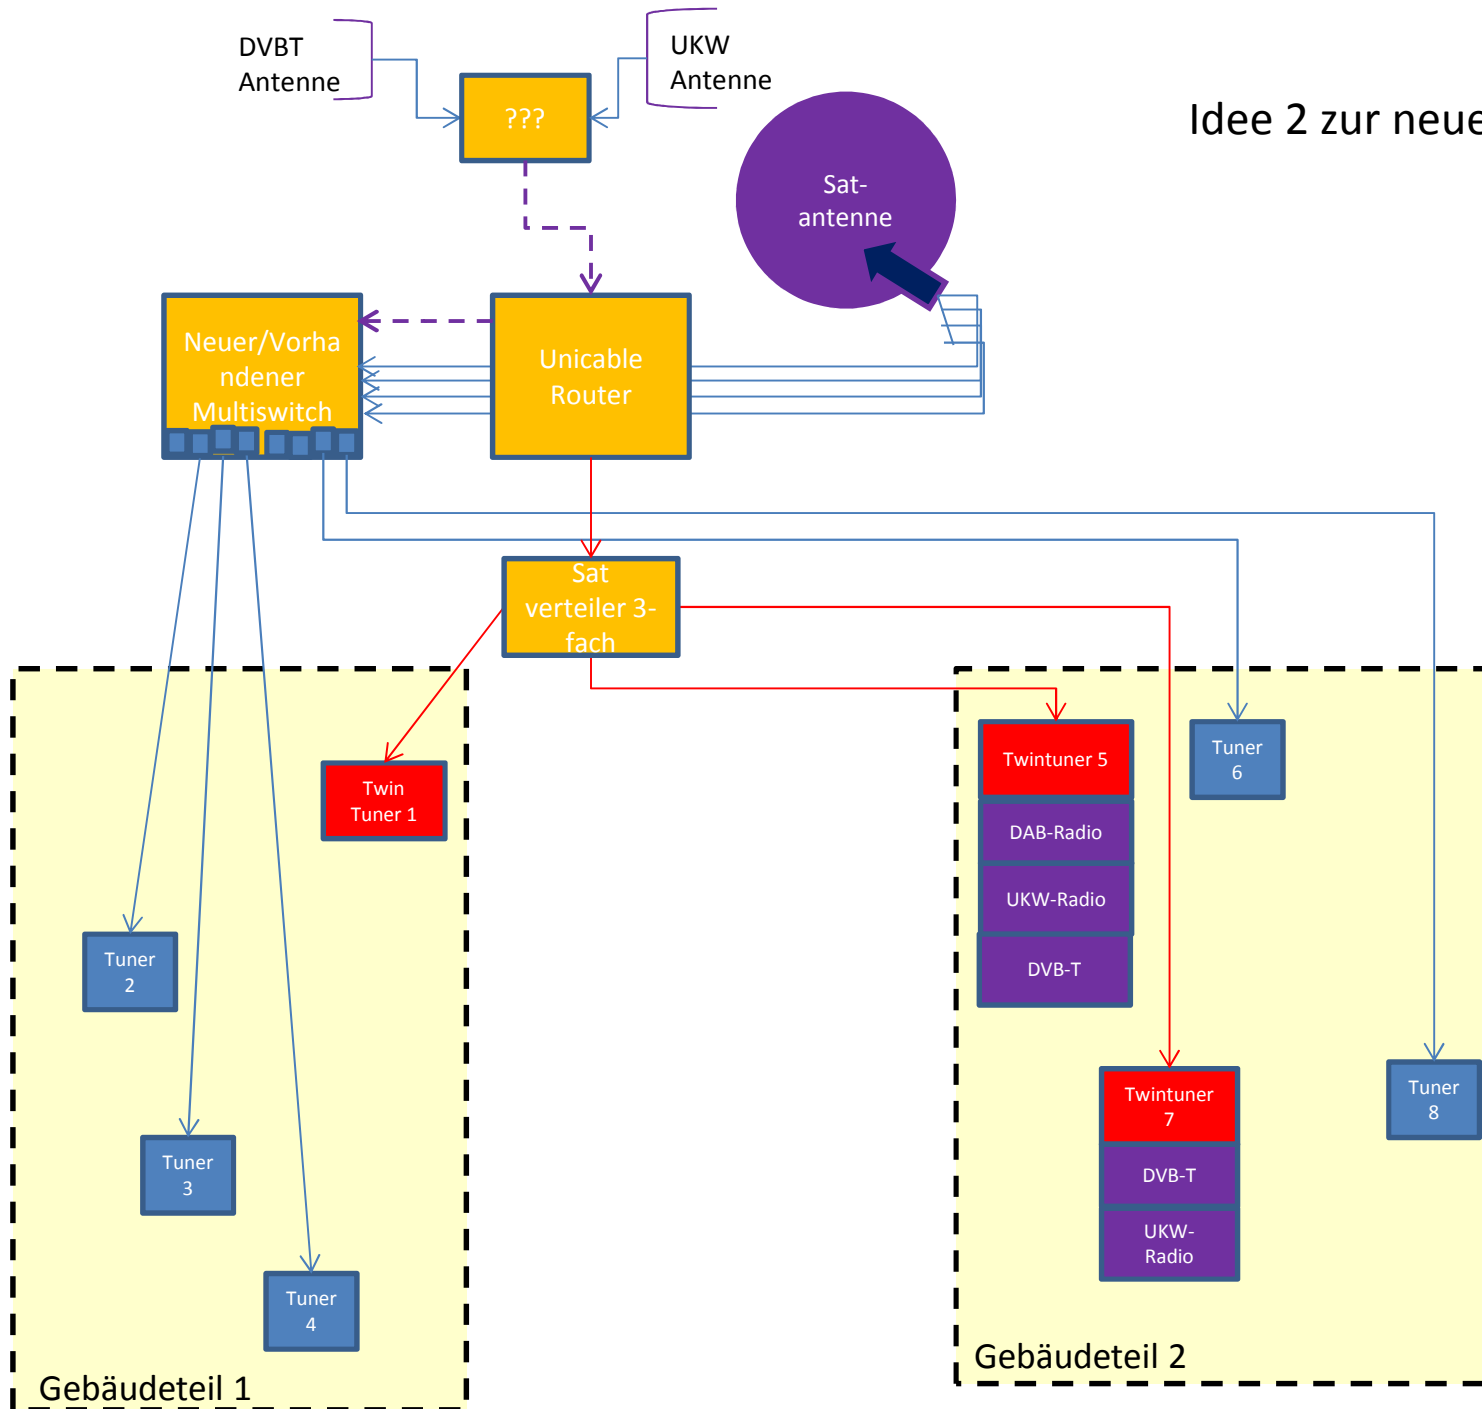 DVBT
Antenne
UKW
Antenne
???
Idee 2 zur neue
Sat-
antenne
Neuer/Vorha
ndener
Multiswitch
Unicable
Router
Sat
verteiler 3-
fach
Twin
Tuner 1
Tuner
2
Tuner
3
Tuner
4
Gebäudeteil 1
Twintuner 5
DAB-Radio
UKW-Radio
DVB-T
Tuner
6
Twintuner
7
DVB-T
UKW-
Radio
Tuner
8
Gebäudeteil 2